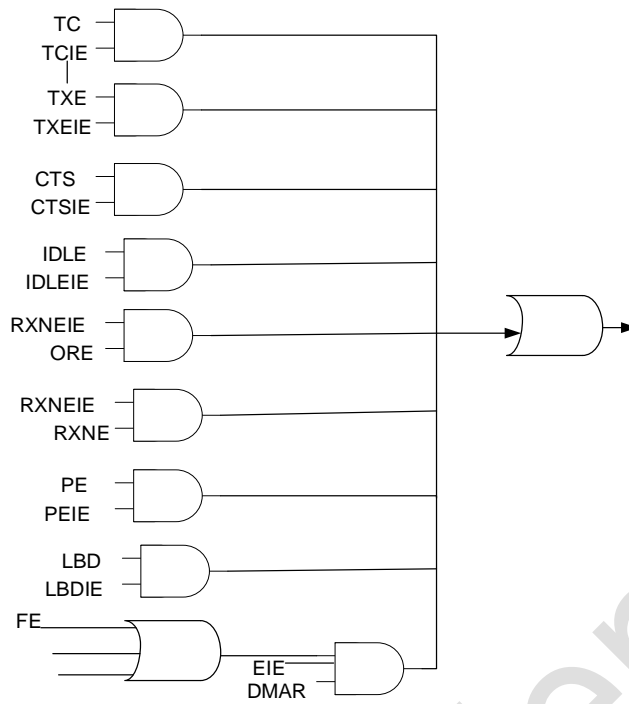 TC
TCIE
TXE
TXEIE
CTS
CTSIE
IDLE
IDLEIE
RXNEIE
ORE
RXNEIE
RXNE
PE
PEIE
LBD
LBDIE
FE
EIE
DMAR